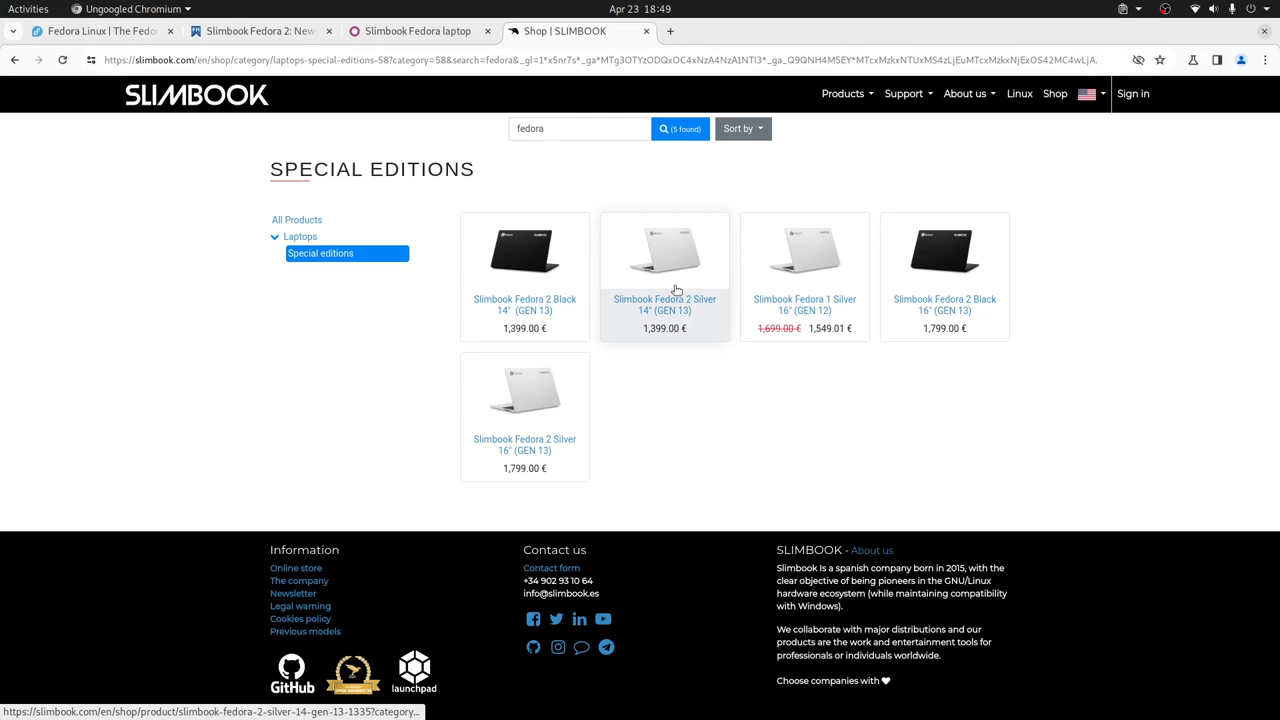 Activities
Ungoogled Chromium
Apr 23 18:49
Fedora Linux | The Fedor
Slimbook Fedora 2: New
Slimbook Fedora laptop
Shop | SLIMBOOK
https://slimbook.com/en/shop/category/laptops-special-editions-58?category=58&search=fedora&_gl=1*x5nr7s*_ga*MTg3OTYzODQxOC4xNzA4NzA1NTI3*_ga_Q9QNH4M5EY*MTcxMzkxNTUxMS4zLjEuMTcxMzkxNjExOS42MC4wLjA.
SLIMBOOK
Products
Support
About us
Linux
Shop
Sign in
fedora
(5 found)
Sort by
SPECIAL EDITIONS
All Products
Laptops
Special editions
Slimbook Fedora 2 Black
14" (GEN 13)
1,399.00 €
Slimbook Fedora 2 Silver
14" (GEN 13)
1,399.00 €
Slimbook Fedora 1 Silver
16" (GEN 12)
1,699.00 € 1,549.01 €
Slimbook Fedora 2 Black
16" (GEN 13)
1,799.00 €
Slimbook Fedora 2 Silver
16" (GEN 13)
1,799.00 €
Information
Online store
The company
Newsletter
Legal warning
Cookies policy
Previous models
GitHub
launchpad
Contact us
Contact form
+34 902 93 10 64
info@slimbook.es
SLIMBOOK - About us
Slimbook Is a spanish company born in 2015, with the
clear objective of being pioneers in the GNU/Linux
hardware ecosystem (while maintaining compatibility
with Windows).
We collaborate with major distributions and our
products are the work and entertainment tools for
professionals or individuals worldwide.
Choose companies with
https://slimbook.com/en/shop/product/slimbook-fedora-2-silver-14-gen-13-1335?category...